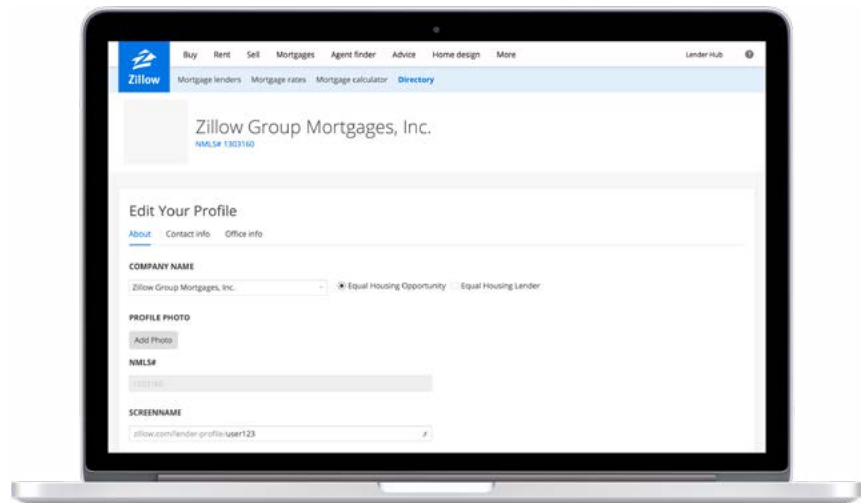 Buy Rent Sell Mortgages Agent finder Advice Home design More Lender Hub ?
Zillow
Mortgage lenders Mortgage rates Mortgage calculator Directory
Zillow Group Mortgages, Inc.
NMLS# 1303160
Edit Your Profile
About Contact info Office info
COMPANY NAME
Zillow Group Mortgages, Inc. Equal Housing Opportunity Equal Housing Lender
PROFILE PHOTO
Add Photo
NMLS#
1303160
SCREENNAME
zillow.com/lender-profile/user123